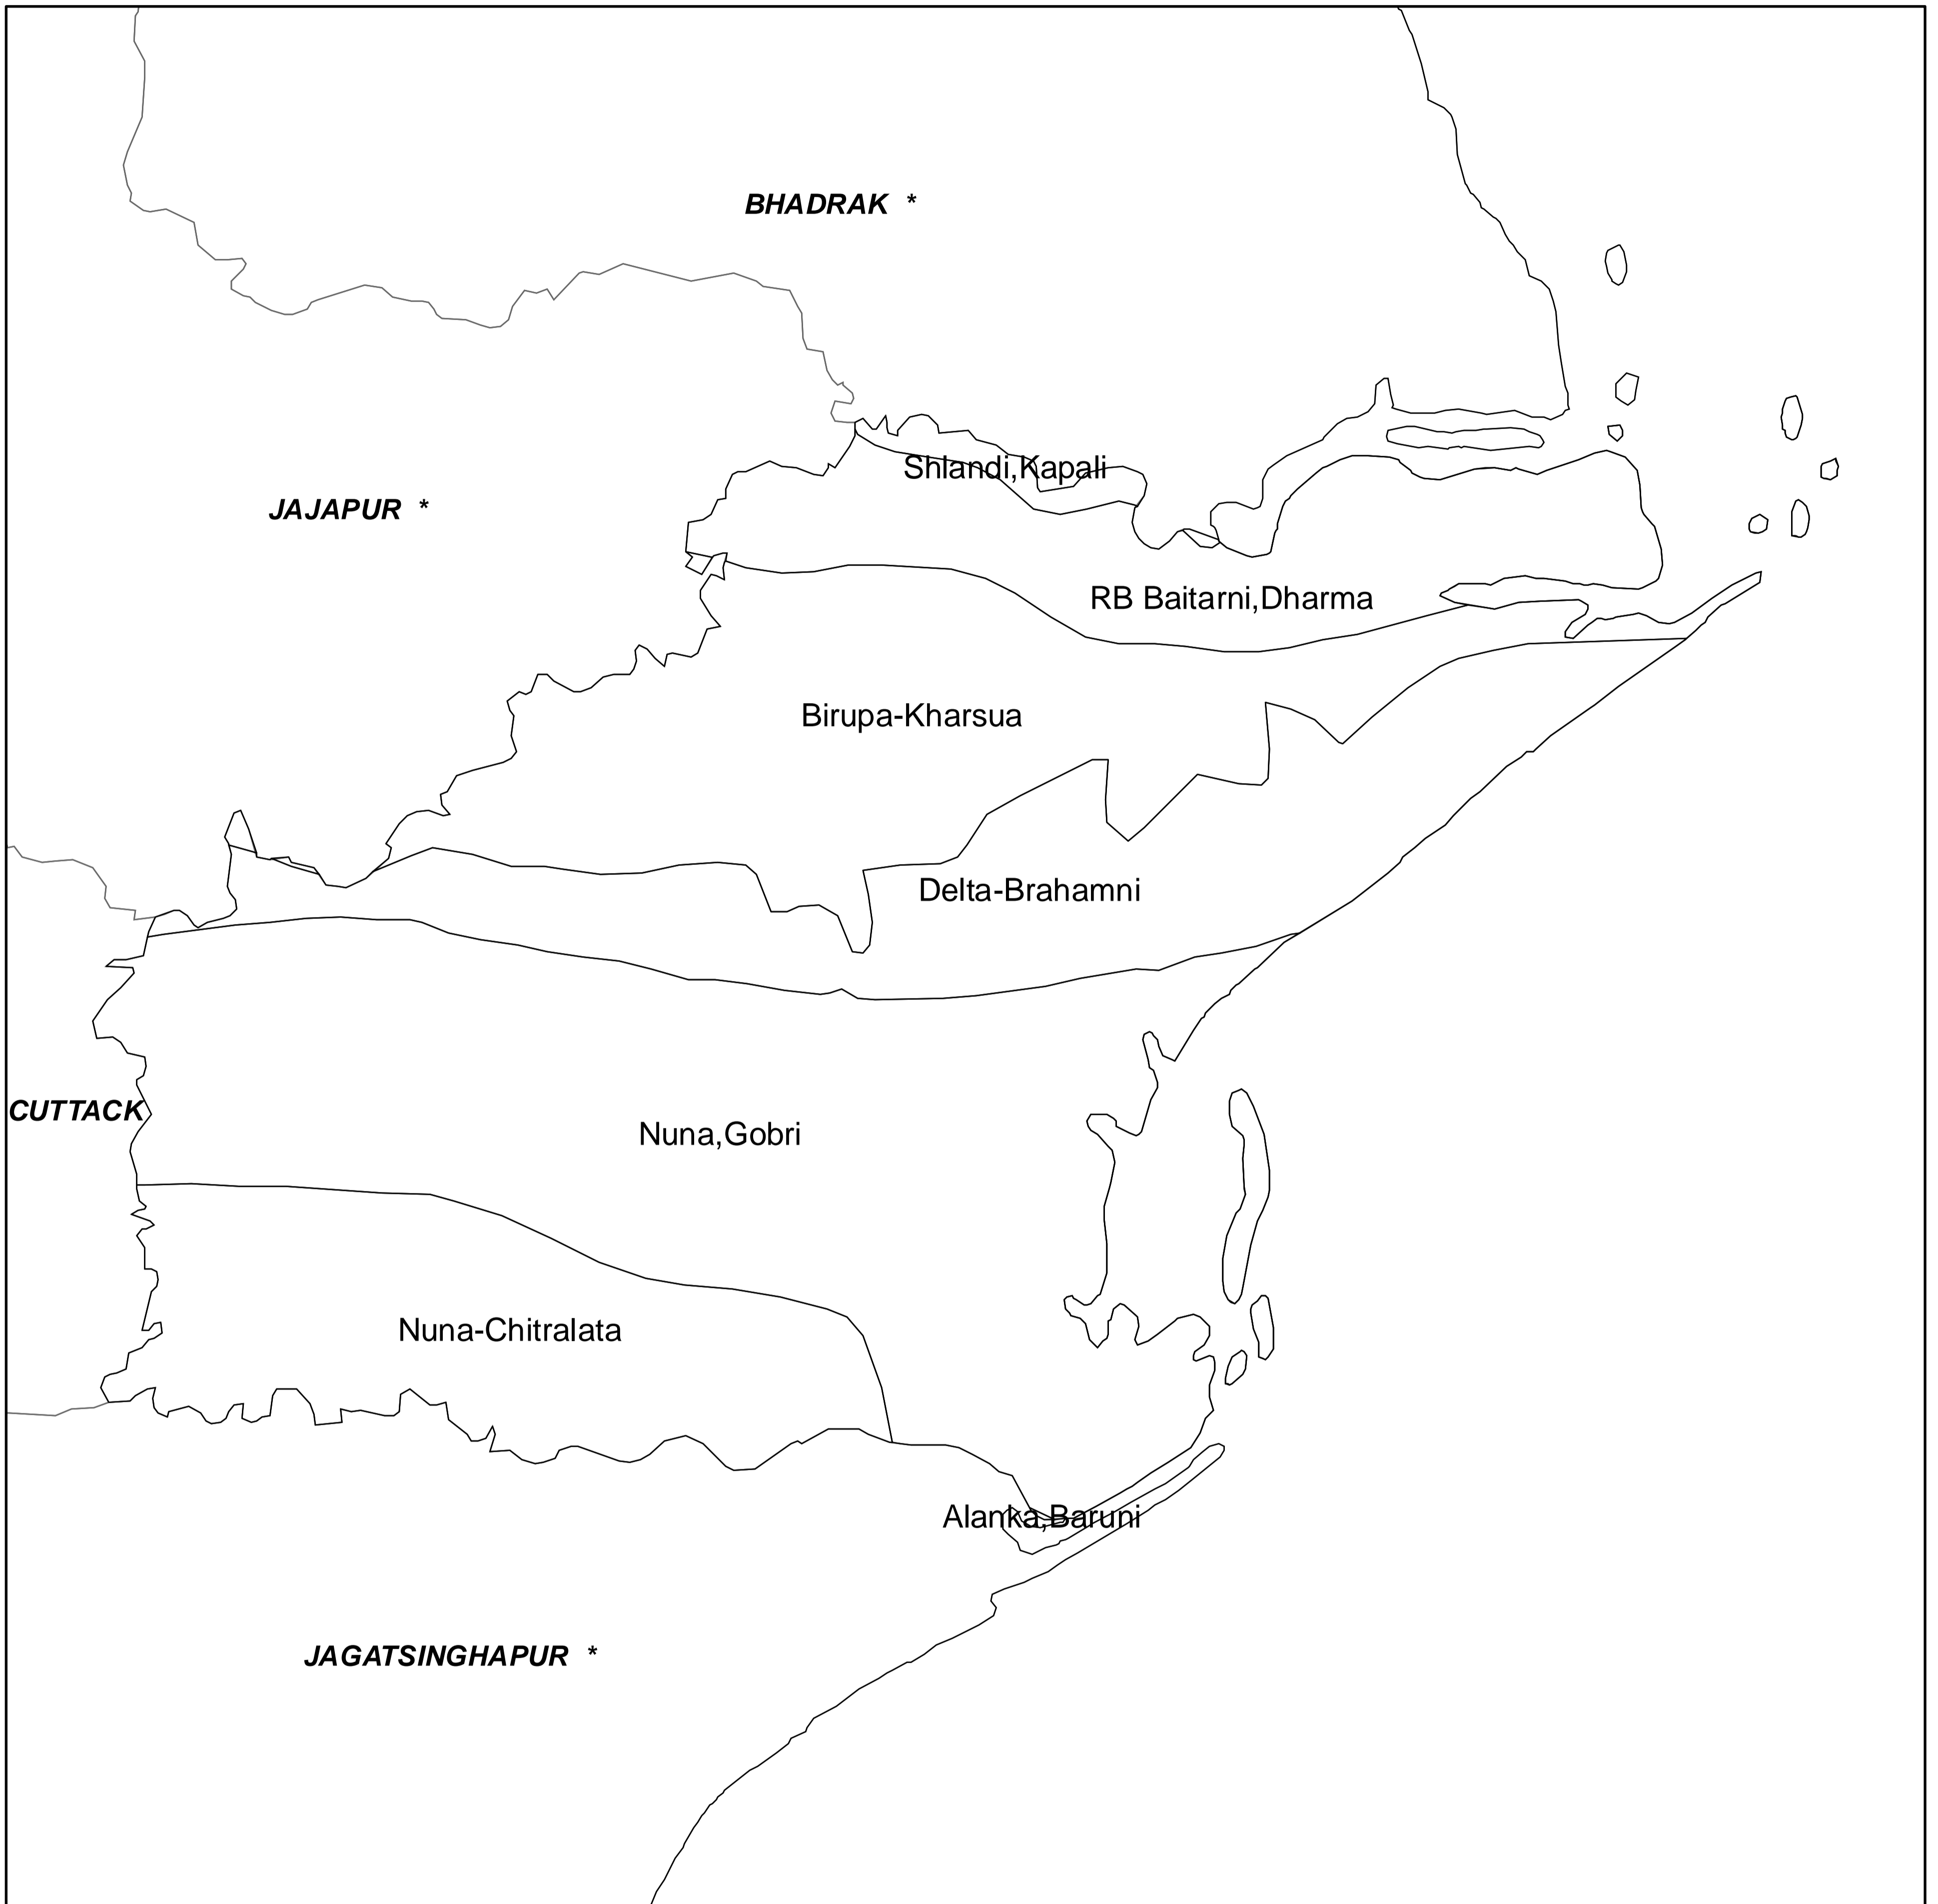 BHADRAK *
Shlandi,Kapali
JAJAPUR *
RB Baitarni,Dharma
Birupa-Kharsua
Delta-Brahamni
CUTTACK
Nuna,Gobri
Nuna-Chitralata
Alanka,Baruni
JAGATSINGHAPUR *